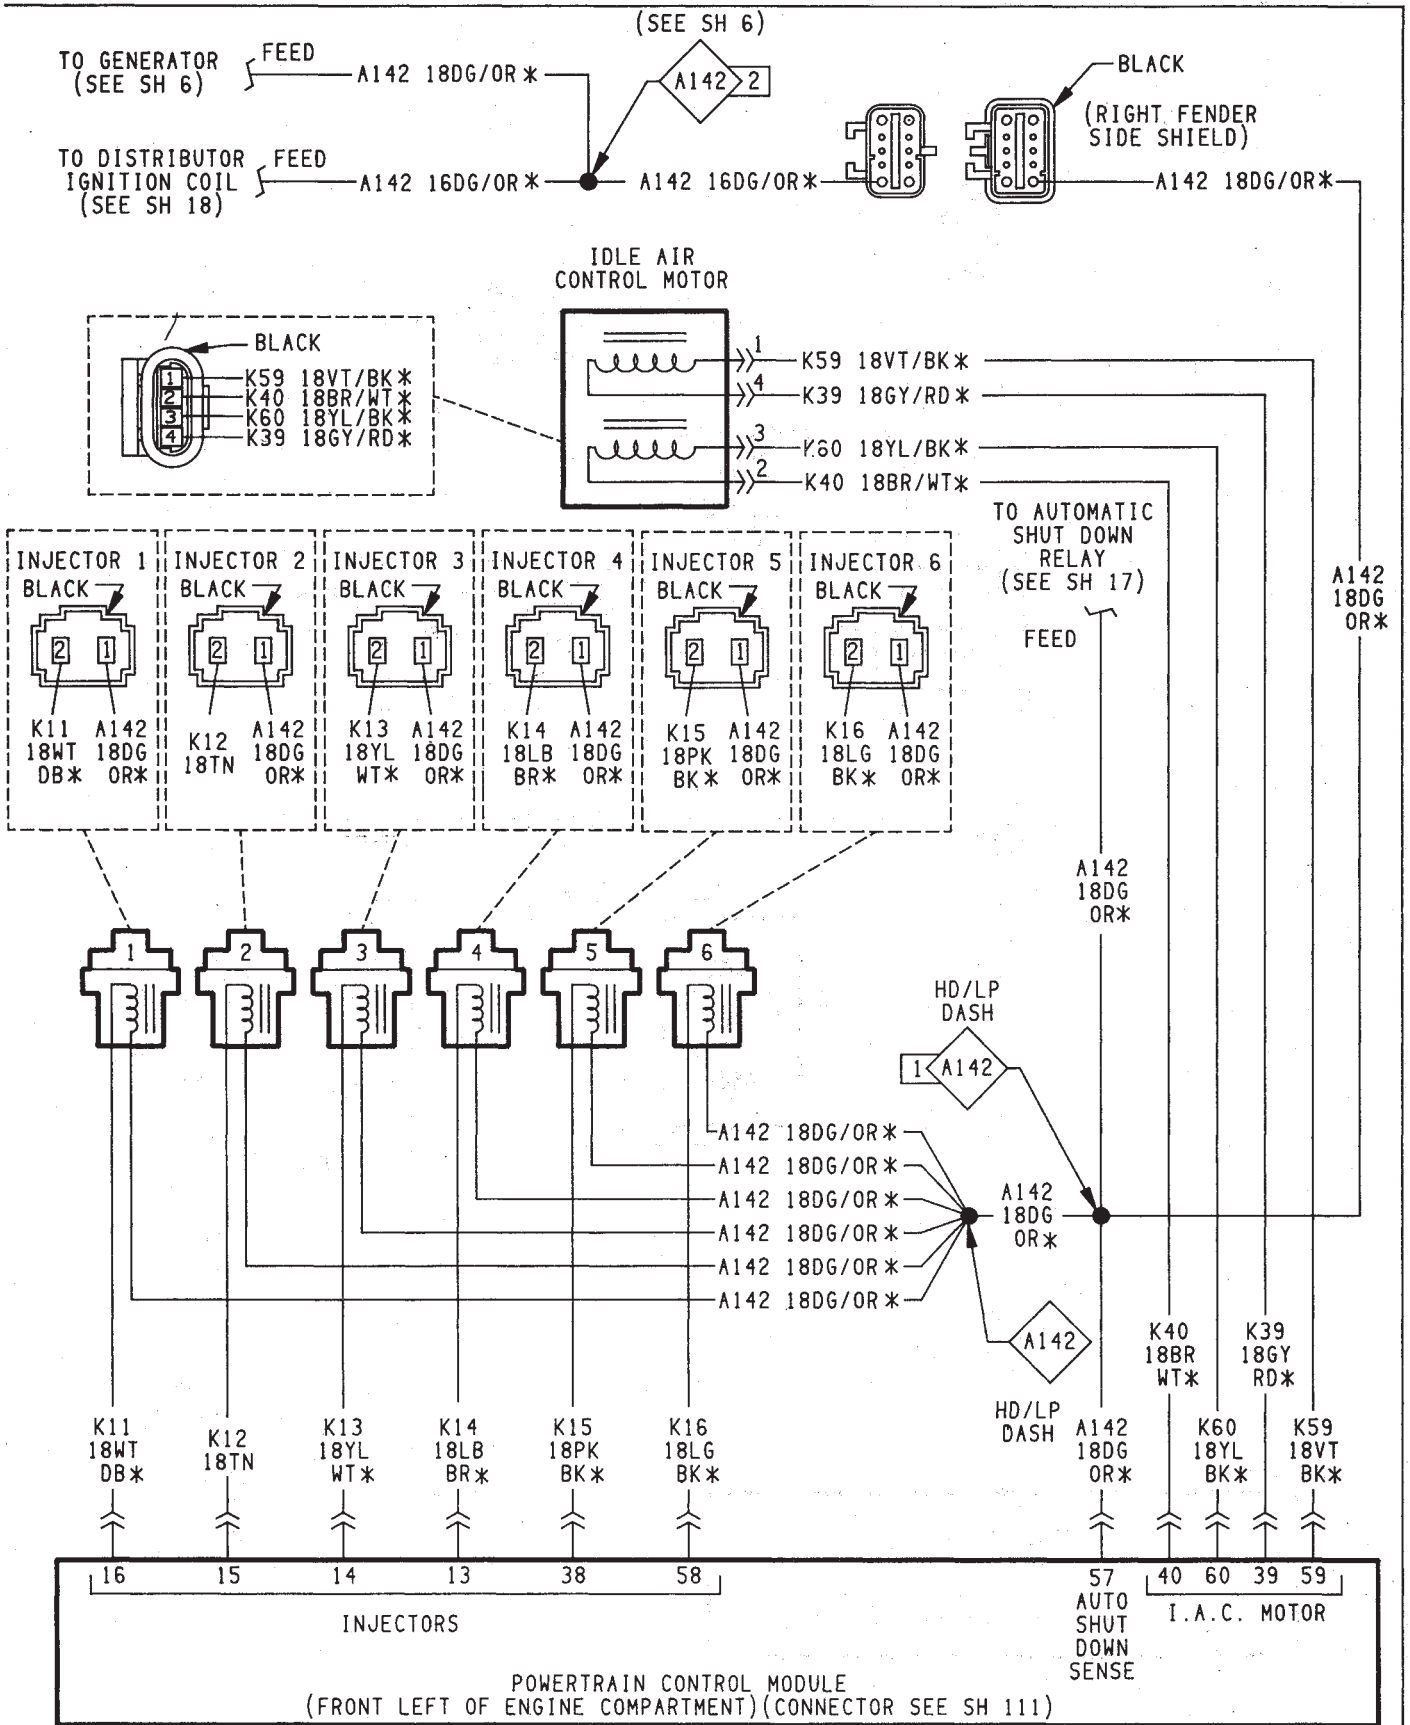 (SEE SH 6)
TO GENERATOR
(SEE SH 6)
FEED
A142 18DG/OR*
A142
2
BLACK
(RIGHT FENDER
SIDE SHIELD)
TO DISTRIBUTOR
IGNITION COIL
(SEE SH 18)
FEED
A142 16DG/OR*
A142 16DG/OR*
A142 18DG/OR*
IDLE AIR
CONTROL MOTOR
BLACK
1
K59 18VT/BK*
2
K40 18BR/WT*
3
K60 18YL/BK*
4
K39 18GY/RD*
1
K59 18VT/BK*
4
K39 18GY/RD*
3
K60 18YL/BK*
2
K40 18BR/WT*
TO AUTOMATIC
SHUT DOWN
RELAY
(SEE SH 17)
FEED
A142
18DG
OR*
INJECTOR 1
BLACK
2 1
K11
18WT
DB*
A142
18DG
OR*
INJECTOR 2
BLACK
2 1
K12
18TN
A142
18DG
OR*
INJECTOR 3
BLACK
2 1
K13
18YL
WT*
A142
18DG
OR*
INJECTOR 4
BLACK
2 1
K14
18LB
BR*
A142
18DG
OR*
INJECTOR 5
BLACK
2 1
K15
18PK
BK*
A142
18DG
OR*
INJECTOR 6
BLACK
2 1
K16
18LG
BK*
A142
18DG
OR*
A142
18DG
OR*
1 2 3 4 5 6
HD/LP
DASH
1
A142
A142 18DG/OR*
A142 18DG/OR*
A142 18DG/OR*
A142 18DG/OR*
A142 18DG/OR*
A142 18DG/OR*
A142
18DG
OR*
A142
HD/LP
DASH
K11
18WT
DB*
K12
18TN
K13
18YL
WT*
K14
18LB
BR*
K15
18PK
BK*
K16
18LG
BK*
A142
18DG
OR*
K40
18BR
WT*
K60
18YL
BK*
K39
18GY
RD*
K59
18VT
BK*
16 15 14 13 38 58
INJECTORS
57
AUTO
SHUT
DOWN
SENSE
40 60 39 59
I.A.C. MOTOR
POWERTRAIN CONTROL MODULE
(FRONT LEFT OF ENGINE COMPARTMENT)(CONNECTOR SEE SH 111)